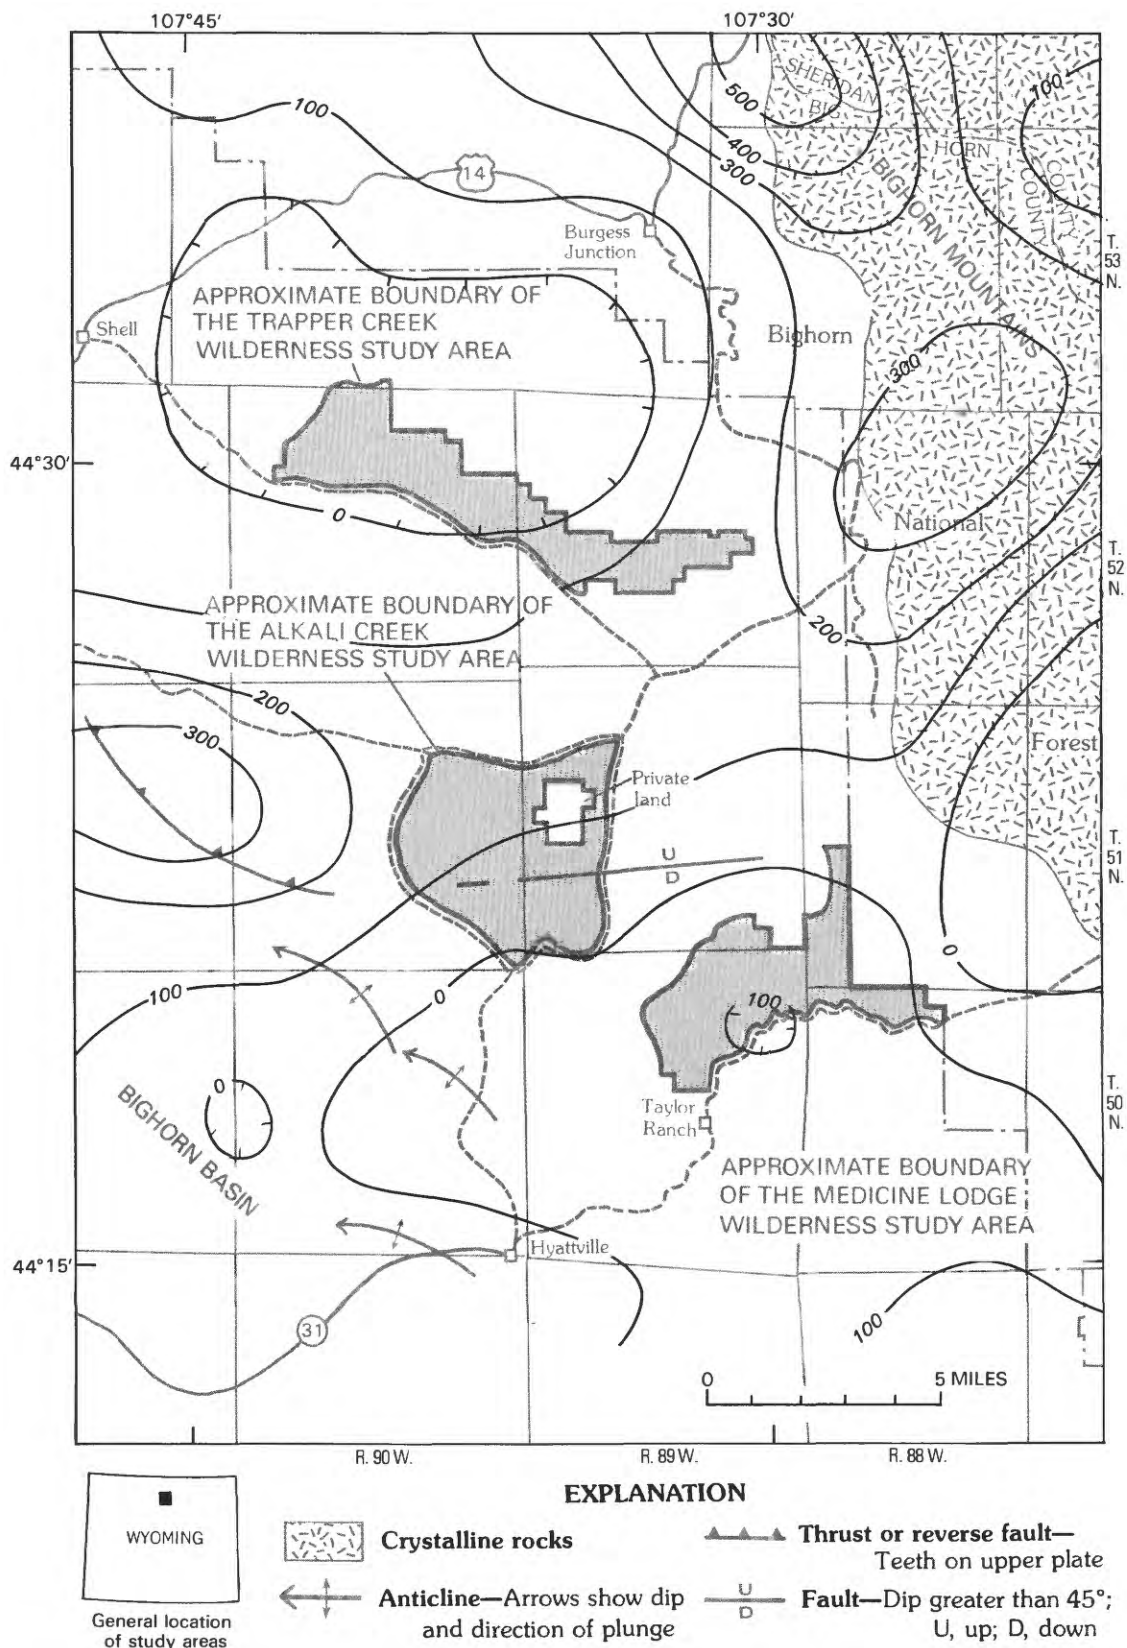 107°45'
107°30'
100
500
400
300
100
SHERIDAN
BIG
HORN
COUNTY
COUNTY
BIGHORN MOUNTAINS
14
Burgess
Junction
T.
53
N.
APPROXIMATE BOUNDARY OF
THE TRAPPER CREEK
WILDERNESS STUDY AREA
Shell
Bighorn
300
44°30'
0
National
T.
52
N.
APPROXIMATE BOUNDARY OF
THE ALKALI CREEK
WILDERNESS STUDY AREA
200
200
300
Forest
Private
land
U
D
T.
51
N.
100
0
0
100
0
BIGHORN BASIN
Taylor
Ranch
T.
50
N.
APPROXIMATE BOUNDARY
OF THE MEDICINE LODGE
WILDERNESS STUDY AREA
Hyattville
44°15'
31
100
0 5 MILES
R. 90 W.
R. 89 W.
R. 88 W.
EXPLANATION
WYOMING
General location
of study areas
Crystalline rocks
Anticline—Arrows show dip
and direction of plunge
Thrust or reverse fault—
Teeth on upper plate
U
D
Fault—Dip greater than 45°;
U, up; D, down